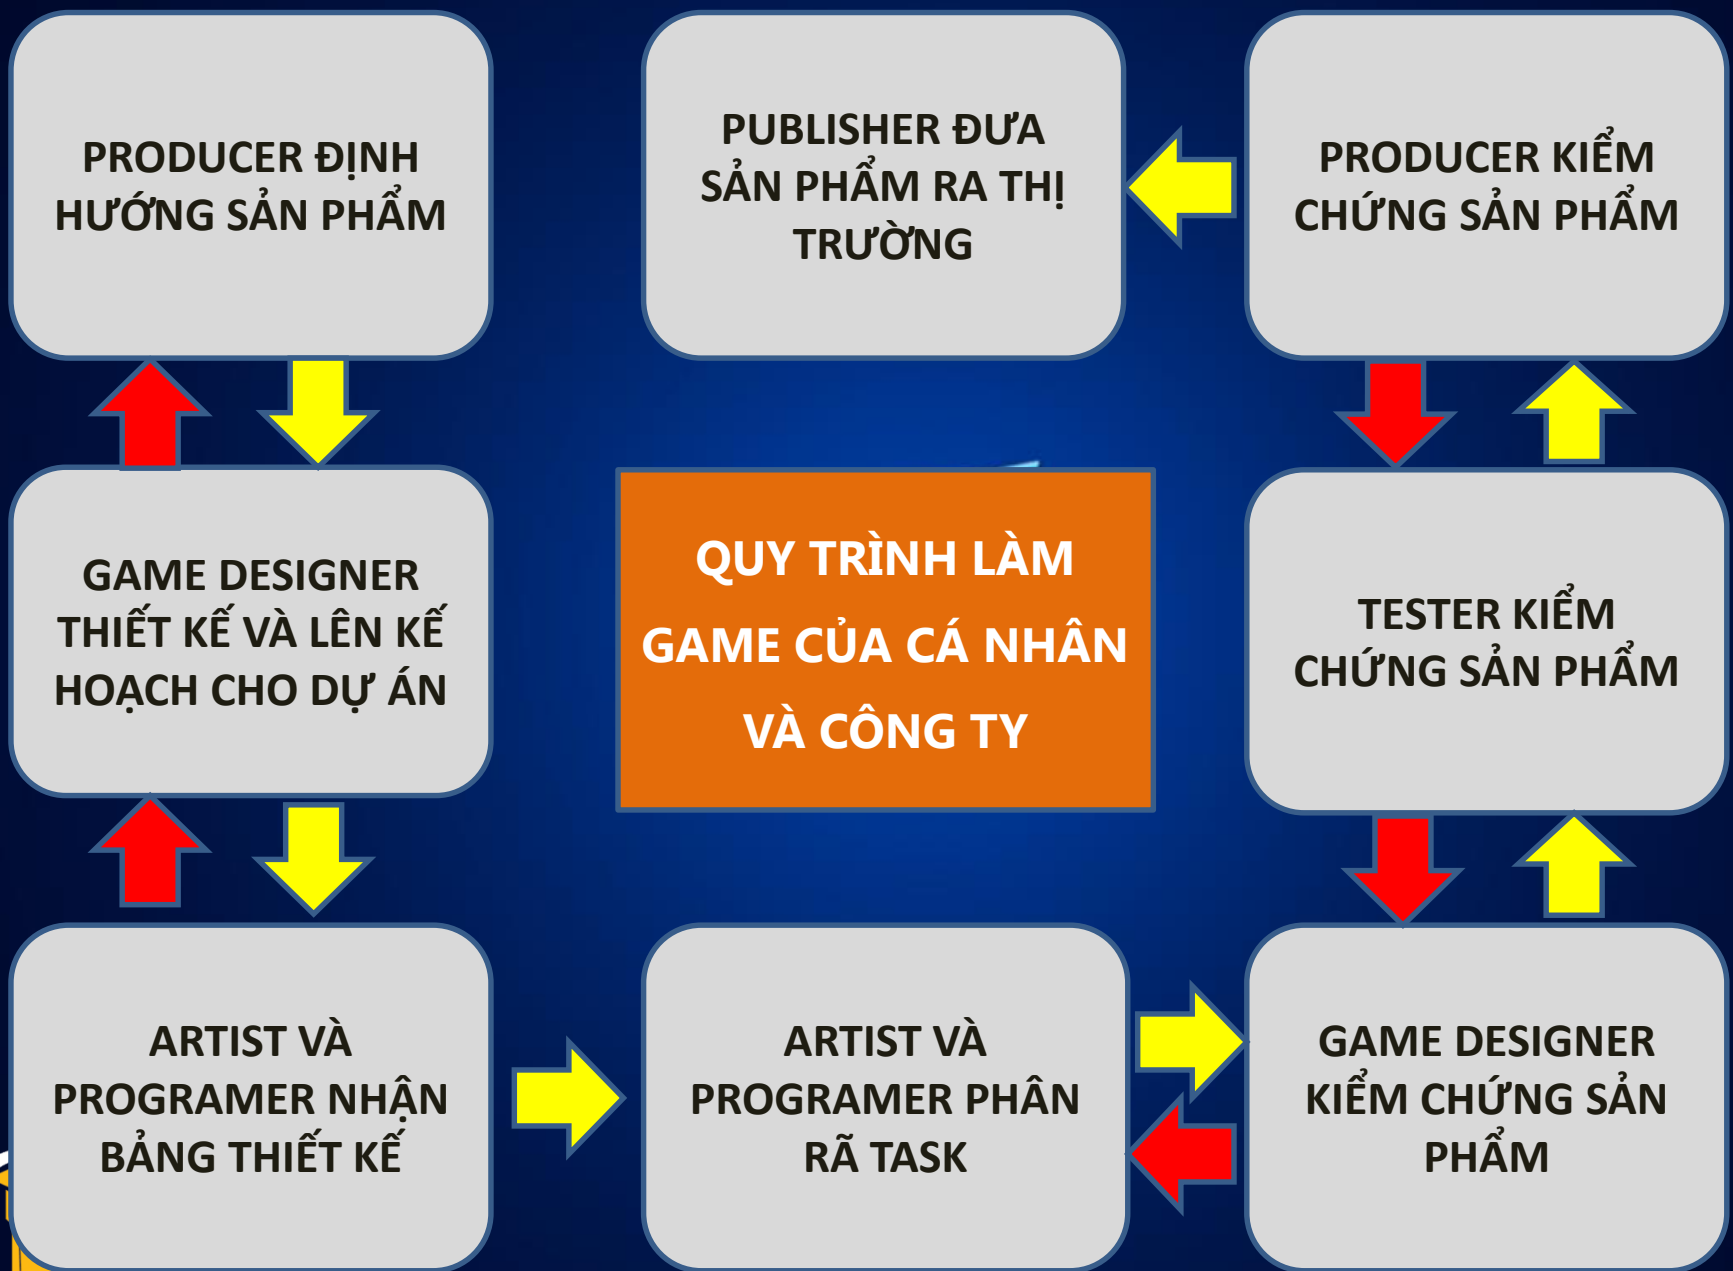 PRODUCER ĐỊNH
HƯỚNG SẢN PHẨM
PUBLISHER ĐƯA
SẢN PHẨM RA THỊ
TRƯỜNG
PRODUCER KIỂM
CHỨNG SẢN PHẨM
GAME DESIGNER
THIẾT KẾ VÀ LÊN KẾ
HOẠCH CHO DỰ ÁN
QUY TRÌNH LÀM
GAME CỦA CÁ NHÂN
VÀ CÔNG TY
TESTER KIỂM
CHỨNG SẢN PHẨM
ARTIST VÀ
PROGRAMER NHẬN
BẢNG THIẾT KẾ
ARTIST VÀ
PROGRAMER PHÂN
RÃ TASK
GAME DESIGNER
KIỂM CHỨNG SẢN
PHẨM